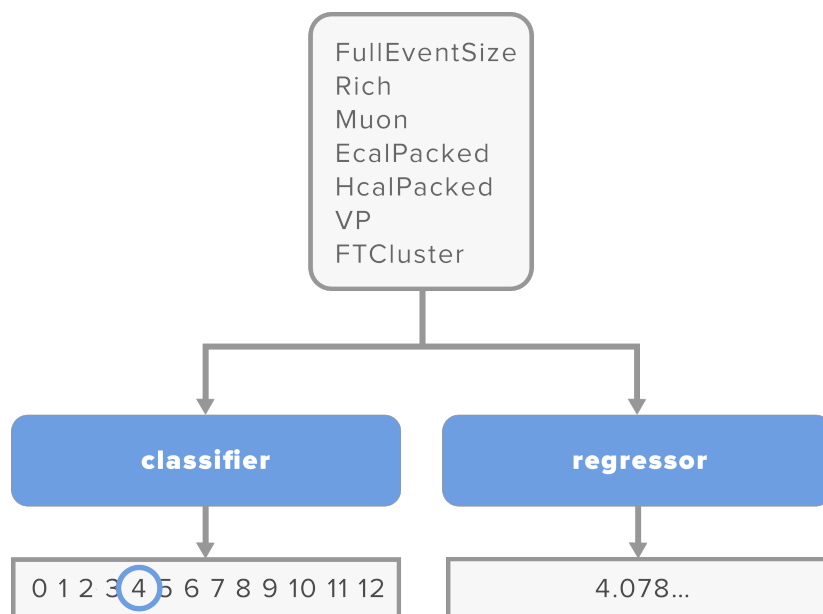 FullEventSize
Rich
Muon
EcalPacked
HcalPacked
VP
FTCluster
classifier
regressor
0 1 2 3 4 5 6 7 8 9 10 11 12
4.078...